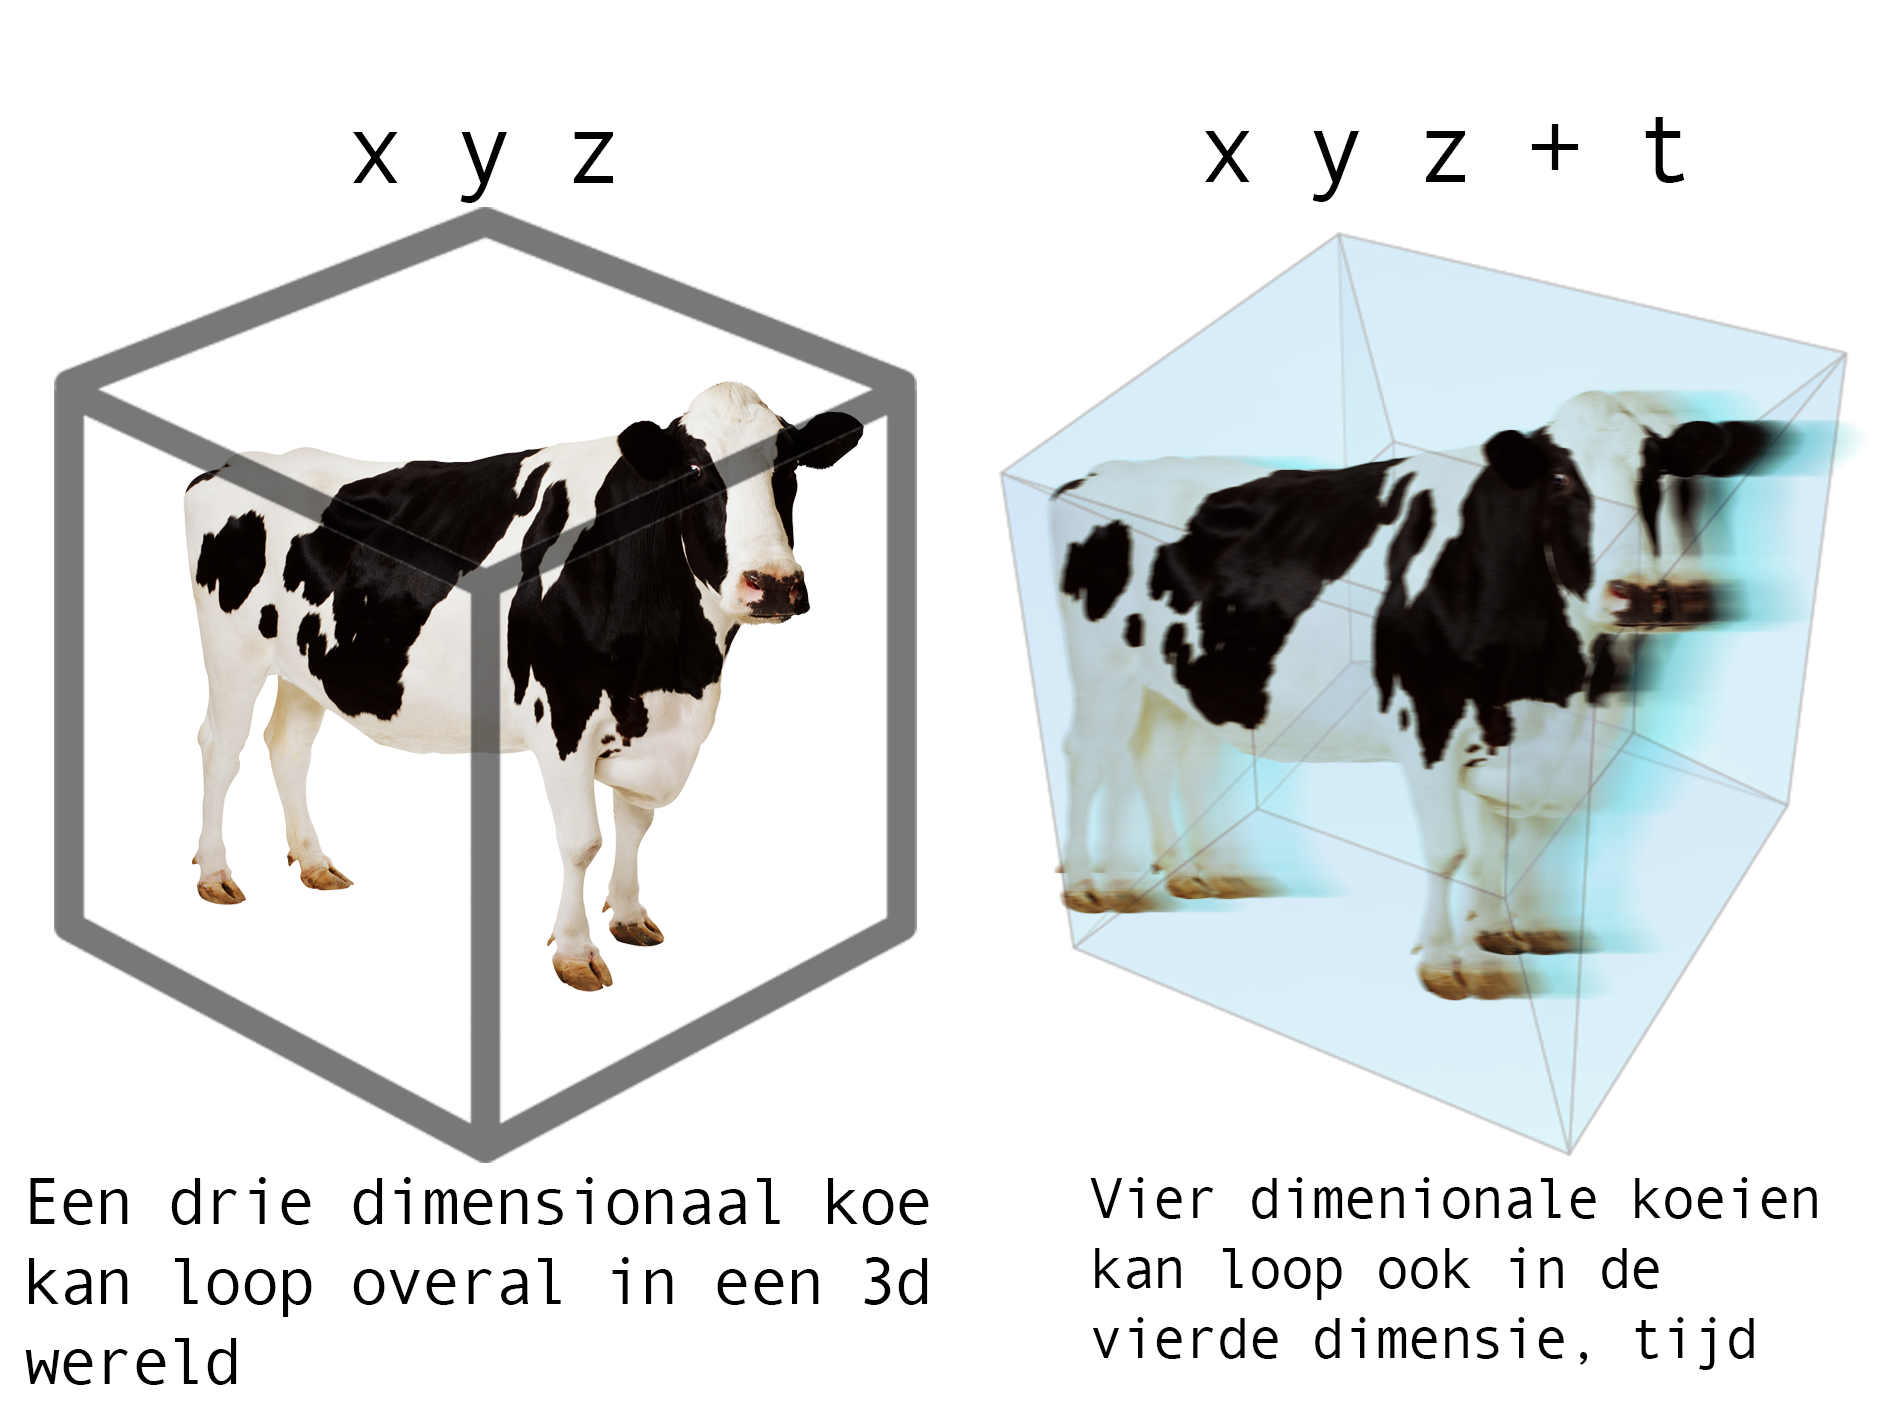 x y z
x y z + t
Een drie dimensionaal koe
kan loop overal in een 3d
wereld
Vier dimenionale koeien
kan loop ook in de
vierde dimensie, tijd